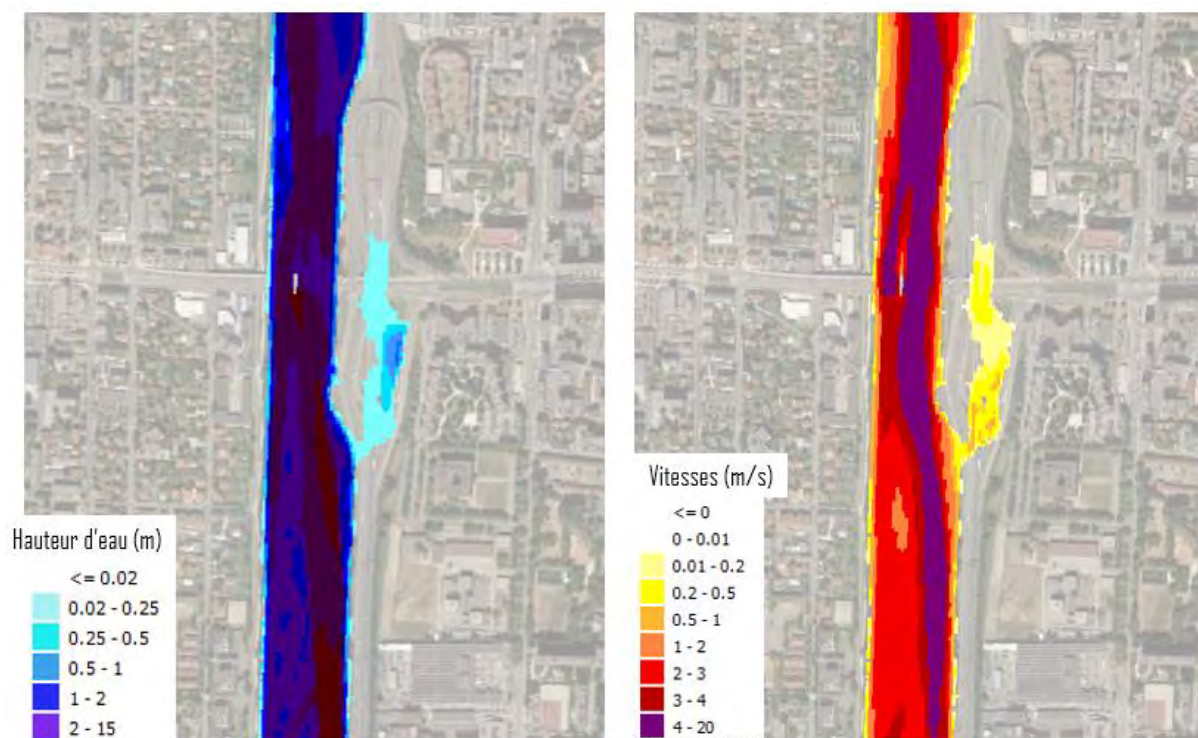 Hauteur d'eau (m)
<= 0.02
0.02 - 0.25
0.25 - 0.5
0.5 - 1
1 - 2
2 - 15
Vitesses (m/s)
<= 0
0 - 0.01
0.01 - 0.2
0.2 - 0.5
0.5 - 1
1 - 2
2 - 3
3 - 4
4 - 20